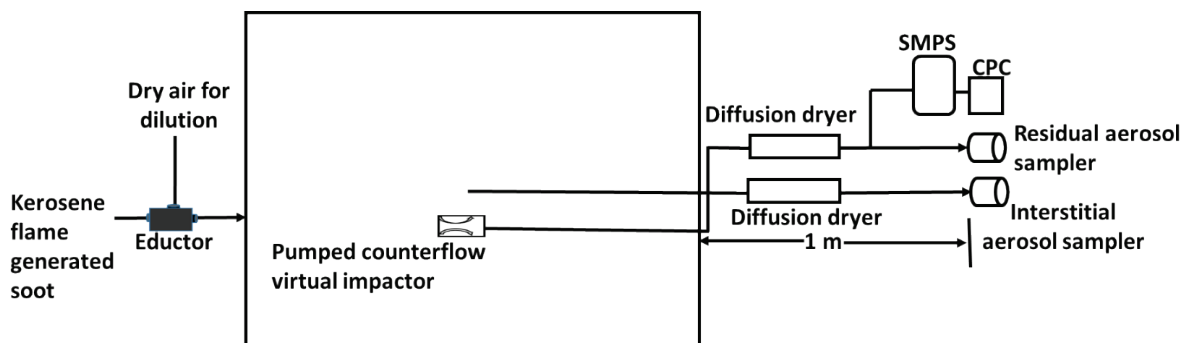 SMPS
CPC
Dry air for
dilution
Diffusion dryer
Residual aerosol
sampler
Kerosene
flame
generated
soot
Eductor
Diffusion dryer
Interstitial
aerosol sampler
1 m
Pumped counterflow
virtual impactor